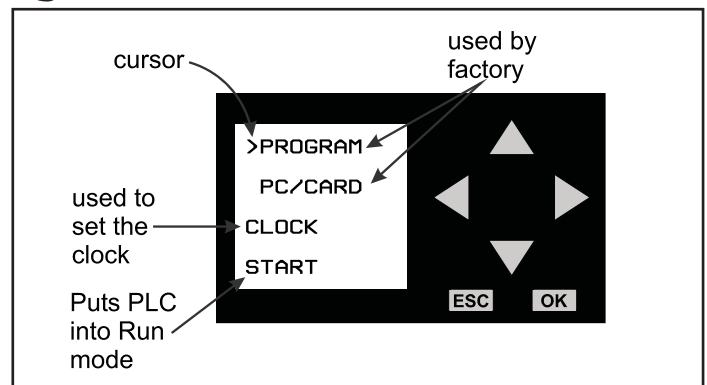 used by
factory
cursor
>PROGRAM
PC/CARD
used to
set the
clock
CLOCK
START
Puts PLC
into Run
mode
ESC
OK